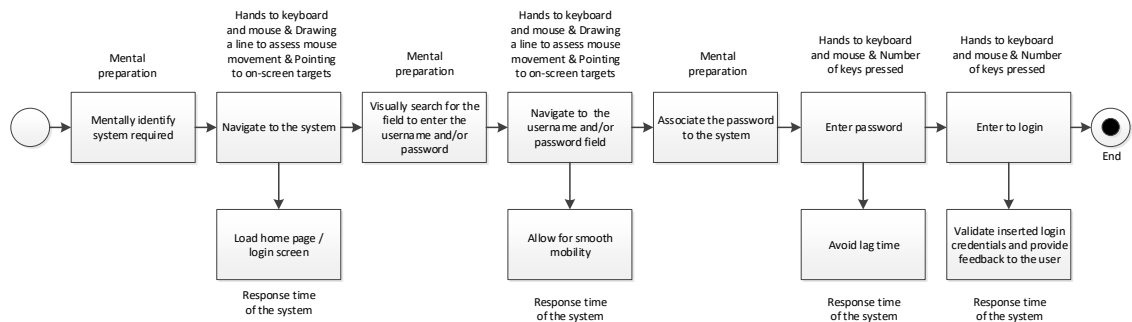 Mental
preparation
Mentally identify
system required
Hands to keyboard
and mouse & Drawing
a line to assess mouse
movement & Pointing
to on-screen targets
Navigate to the system
Load home page /
login screen
Response time
of the system
Mental
preparation
Visually search for the
field to enter the
username and/or
password
Hands to keyboard
and mouse & Drawing
a line to assess mouse
movement & Pointing
to on-screen targets
Navigate to the
username and/or
password field
Allow for smooth
mobility
Response time
of the system
Mental
preparation
Associate the password
to the system
Hands to keyboard
and mouse & Number
of keys pressed
Enter password
Avoid lag time
Response time
of the system
Hands to keyboard
and mouse & Number
of keys pressed
Enter to login
Validate inserted login
credentials and provide
feedback to the user
Response time
of the system
End